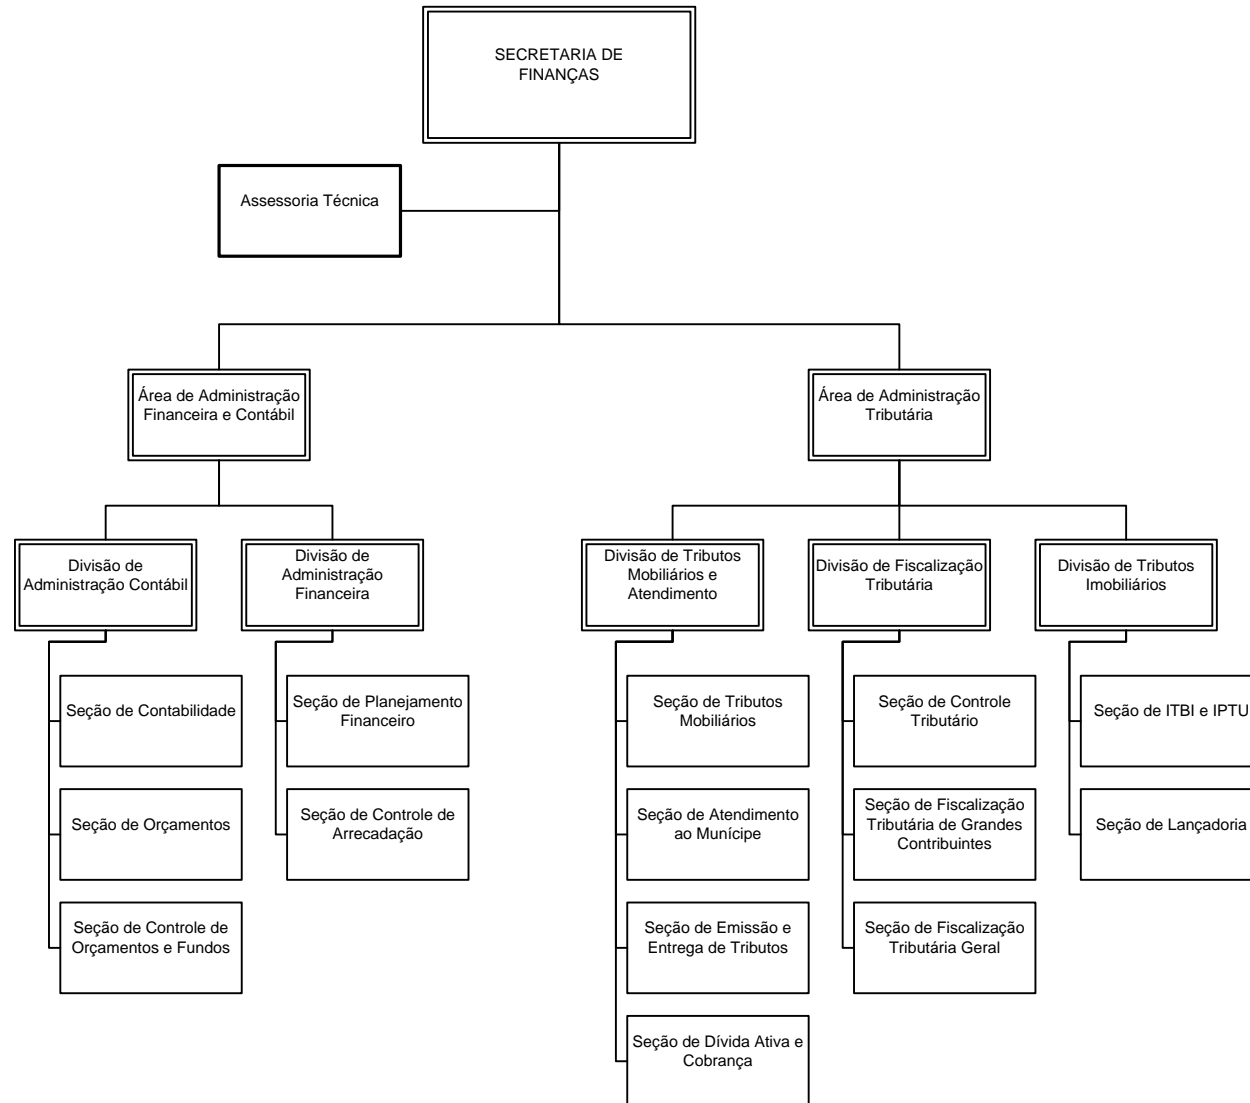 SECRETARIA DE
FINANÇAS
Assessoria Técnica
Área de Administração
Financeira e Contábil
Área de Administração
Tributária
Divisão de
Administração Contábil
Divisão de
Administração
Financeira
Divisão de Tributos
Mobiliários e
Atendimento
Divisão de Fiscalização
Tributária
Divisão de Tributos
Imobiliários
Seção de Contabilidade
Seção de Planejamento
Financeiro
Seção de Tributos
Mobiliários
Seção de Controle
Tributário
Seção de ITBI e IPTU
Seção de Orçamentos
Seção de Controle de
Arrecadação
Seção de Atendimento
ao Munícipe
Seção de Fiscalização
Tributária de Grandes
Contribuintes
Seção de Lançadoria
Seção de Controle de
Orçamentos e Fundos
Seção de Emissão e
Entrega de Tributos
Seção de Fiscalização
Tributária Geral
Seção de Dívida Ativa e
Cobrança